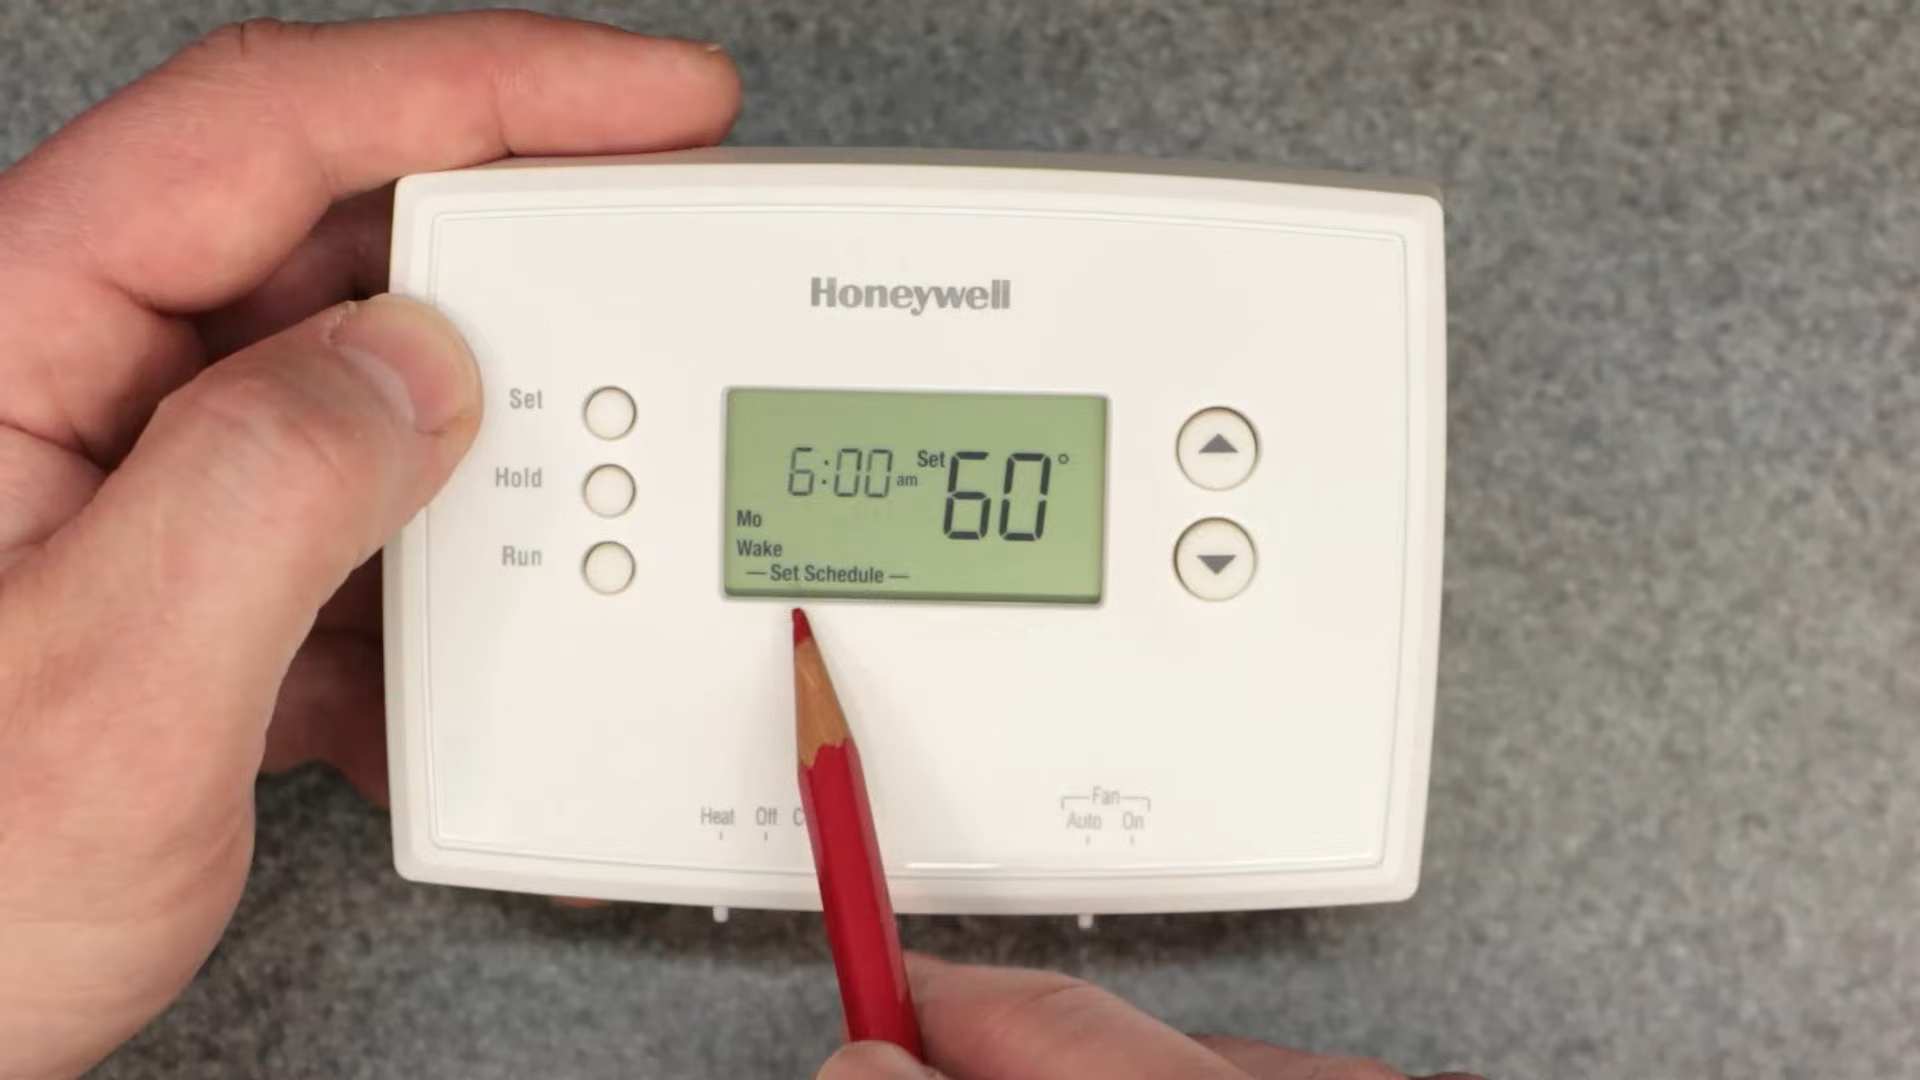 Honeywell
Set
Hold
Run
6:00 am Set 60°
Mo
Wake
— Set Schedule —
Heat Off
Fan
Auto On